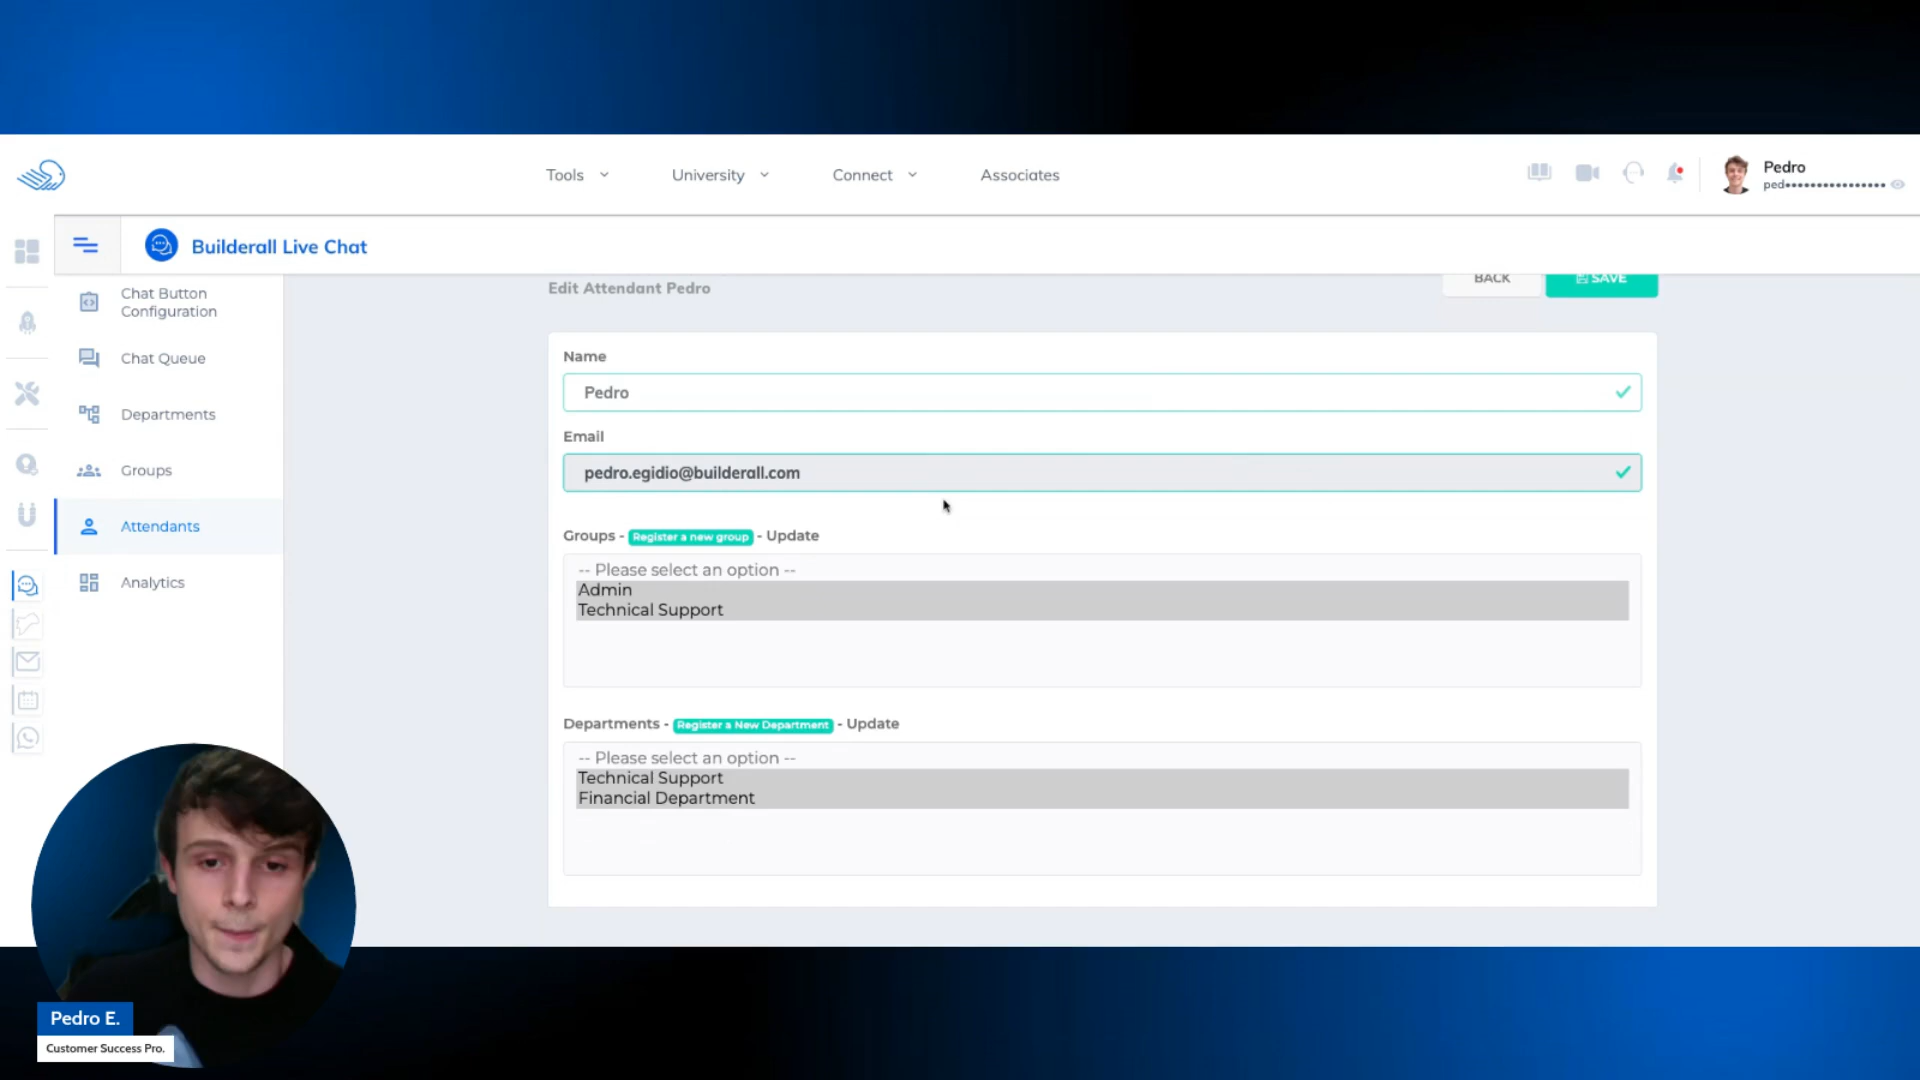 Tools
University
Connect
Associates
Pedro
ped•••••••••••••••••
Builderall Live Chat
Chat Button
Configuration
Chat Queue
Departments
Groups
Attendants
Analytics
Edit Attendant Pedro
BACK
SAVE
Name
Pedro
Email
pedro.egidio@builderall.com
Groups - Register a new group - Update
-- Please select an option --
Admin
Technical Support
Departments - Register a New Department - Update
-- Please select an option --
Technical Support
Financial Department
Pedro E.
Customer Success Pro.